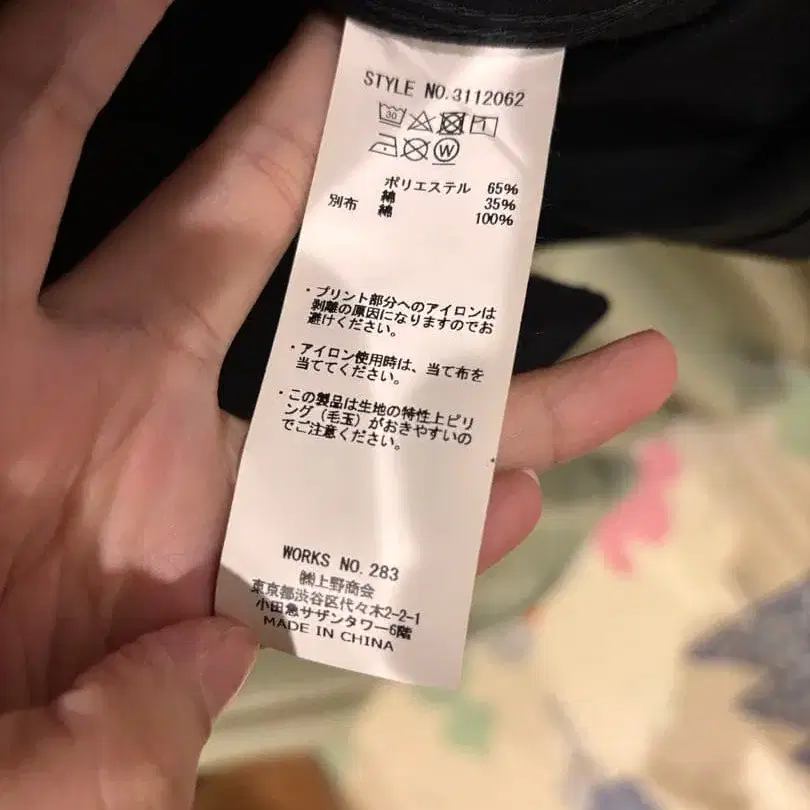 STYLE NO.3112062
30
W
ポリエステル 65%
綿 35%
別布 綿 100%
・プリント部分へのアイロンは
剥離の原因になりますのでお
避けください。
・アイロン使用時は、当て布を
当ててください。
・この製品は生地の特性上ピリ
ング（毛玉）がおきやすいの
でご注意ください。
WORKS NO.283
㈱上野商会
東京都渋谷区代々木2-2-1
小田急サザンタワー6階
MADE IN CHINA